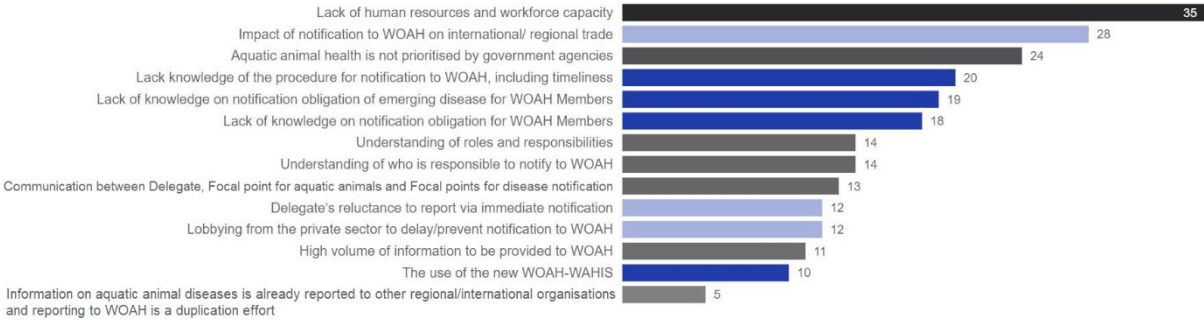 Lack of human resources and workforce capacity 35
Impact of notification to WOAH on international/ regional trade 28
Aquatic animal health is not prioritised by government agencies 24
Lack knowledge of the procedure for notification to WOAH, including timeliness 20
Lack of knowledge on notification obligation of emerging disease for WOAH Members 19
Lack of knowledge on notification obligation for WOAH Members 18
Understanding of roles and responsibilities 14
Understanding of who is responsible to notify to WOAH 14
Communication between Delegate, Focal point for aquatic animals and Focal points for disease notification 13
Delegate's reluctance to report via immediate notification 12
Lobbying from the private sector to delay/prevent notification to WOAH 12
High volume of information to be provided to WOAH 11
The use of the new WOAH-WAHIS 10
Information on aquatic animal diseases is already reported to other regional/international organisations 5
and reporting to WOAH is a duplication effort